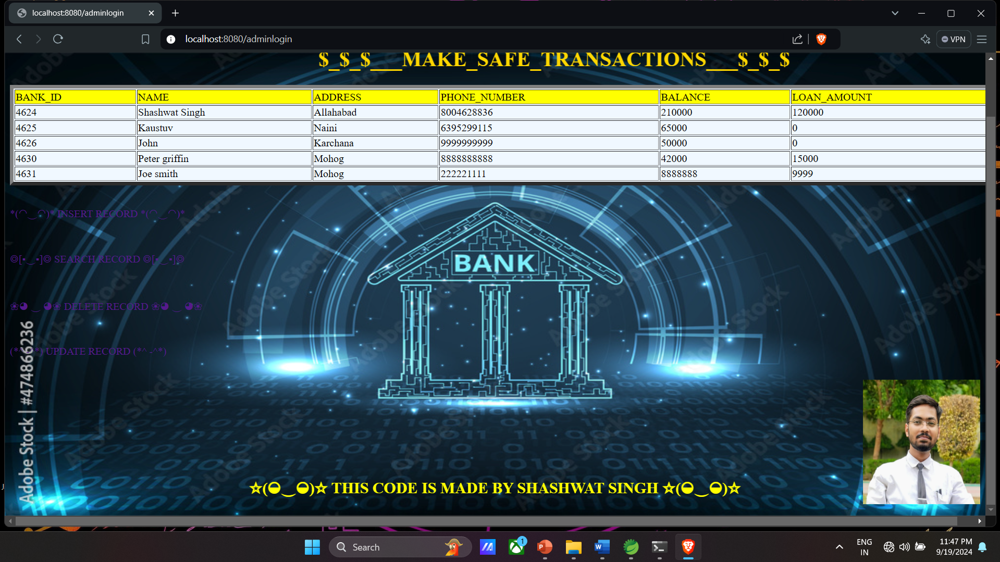 localhost:8080/adminlogin
localhost:8080/adminlogin
VPN
$_$_$___MAKE_SAFE_TRANSACTIONS___$_$_$
BANK_ID NAME ADDRESS PHONE_NUMBER BALANCE LOAN_AMOUNT
4624 Shashwat Singh Allahabad 8004628836 210000 120000
4625 Kaustuv Naini 6395299115 65000 0
4626 John Karchana 9999999999 50000 0
4630 Peter griffin Mohog 8888888888 42000 15000
4631 Joe smith Mohog 222221111 8888888 9999
*(◠‿◠)* INSERT RECORD *(◠‿◠)*
BANK
◎[▪‿▪]◎ SEARCH RECORD ◎[▪‿▪]◎
❀◕ ‿ ◕❀ DELETE RECORD ❀◕ ‿ ◕❀
(*^ -^*) UPDATE RECORD (*^ -^*)
Adobe Stock | #474866236
☆(◒‿◒)☆ THIS CODE IS MADE BY SHASHWAT SINGH ☆(◒‿◒)☆
Search
1
ENG
IN
11:47 PM
9/19/2024